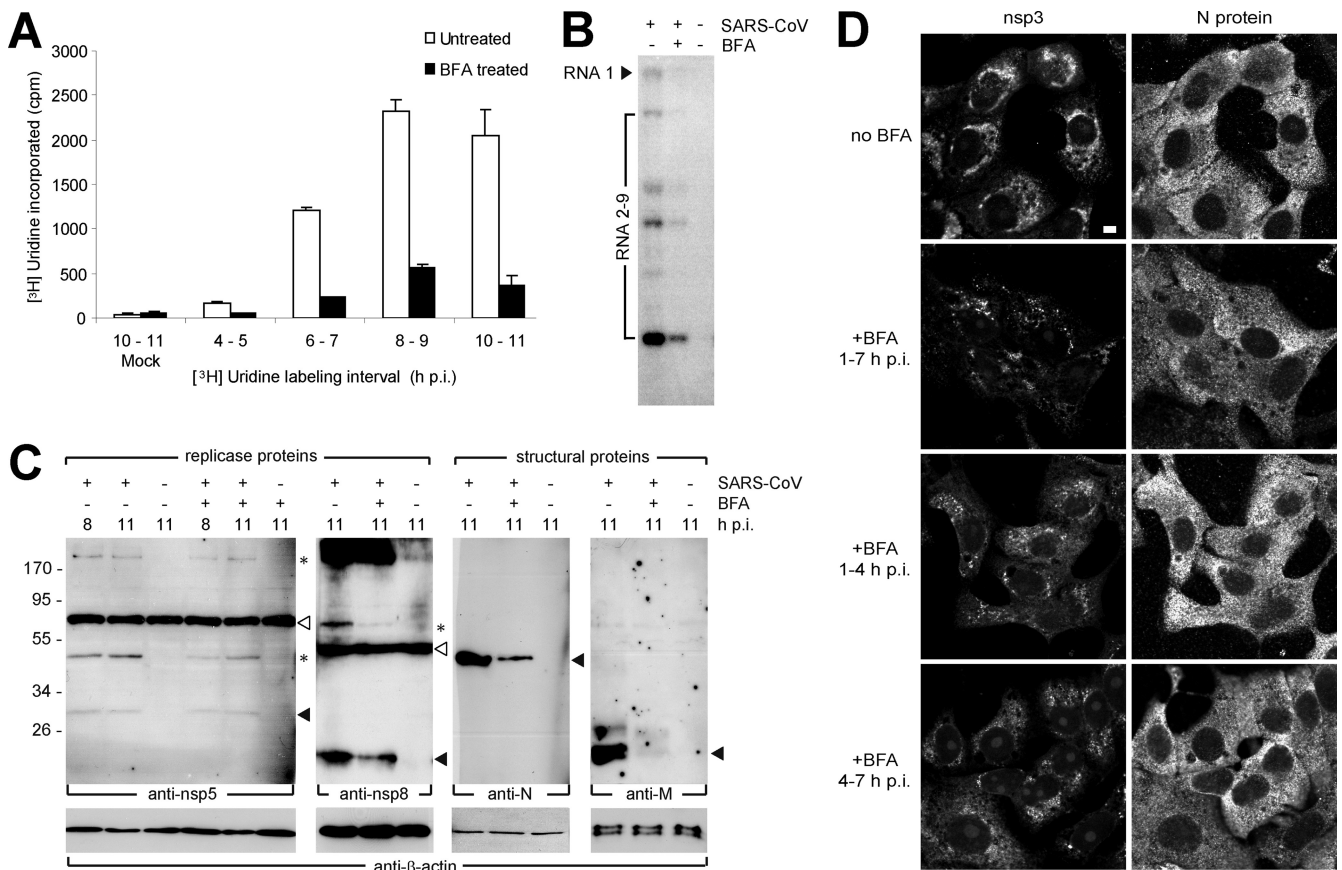 A
Untreated
BFA treated
3000
2500
2000
1500
1000
500
0
[³H] Uridine incorporated (cpm)
10 - 11 4 - 5 6 - 7 8 - 9 10 - 11
Mock
[³H] Uridine labeling interval (h p.i.)
B
+ + - SARS-CoV
- + - BFA
RNA 1
RNA 2-9
C
replicase proteins structural proteins
+ + - + + - + + - + + - + + - SARS-CoV
- - - + + + - + - - + - - + - BFA
8 11 11 8 11 11 11 11 11 11 11 11 11 11 11 h p.i.
170 -
95 -
55 -
34 -
26 -
*
*
*
anti-nsp5 anti-nsp8 anti-N anti-M
anti-β-actin
D
nsp3 N protein
no BFA
+BFA
1-7 h p.i.
+BFA
1-4 h p.i.
+BFA
4-7 h p.i.